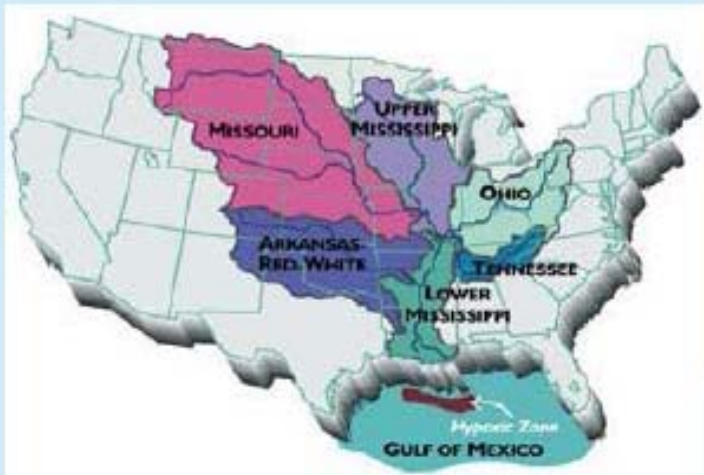 UPPER
MISSISSIPPI
MISSOURI
OHIO
ARKANSAS
RED, WHITE
TENNESSEE
LOWER
MISSISSIPPI
Hypoxic Zone
GULF OF MEXICO